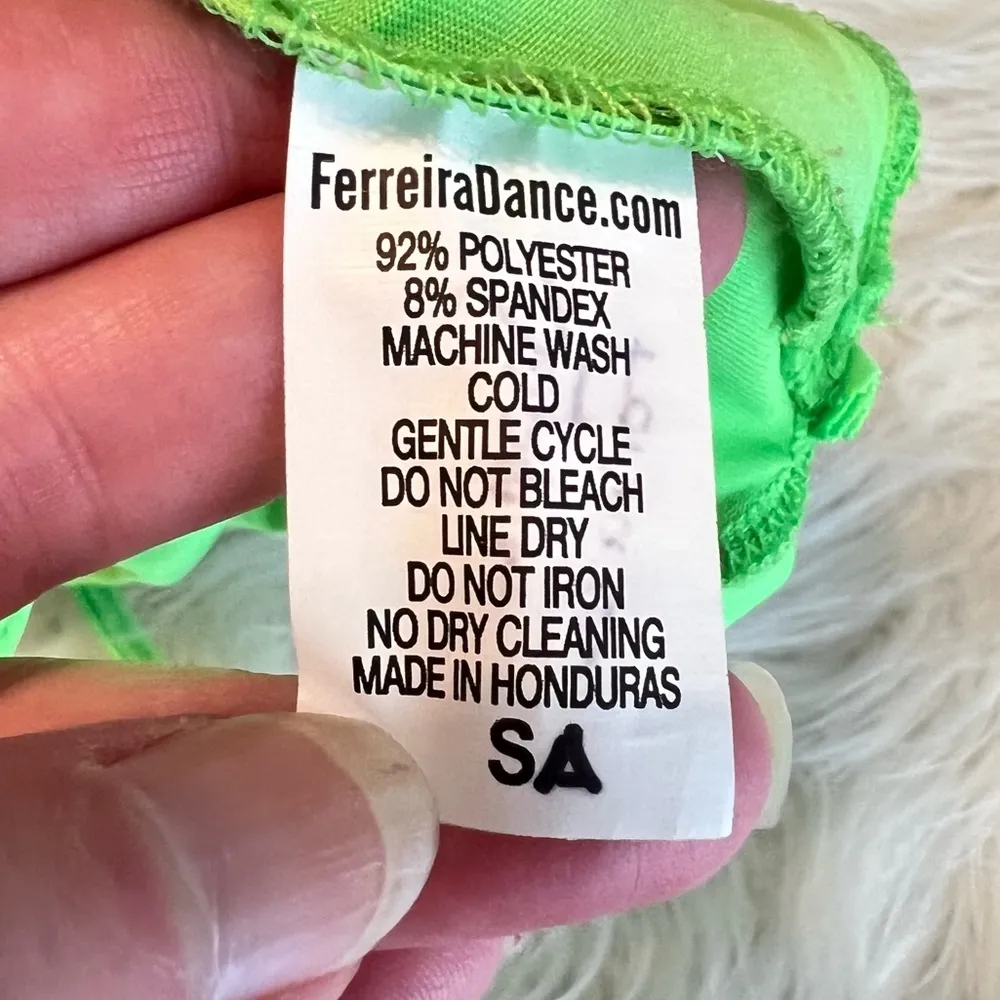 FerreiraDance.com
92% POLYESTER
8% SPANDEX
MACHINE WASH
COLD
GENTLE CYCLE
DO NOT BLEACH
LINE DRY
DO NOT IRON
NO DRY CLEANING
MADE IN HONDURAS
SA